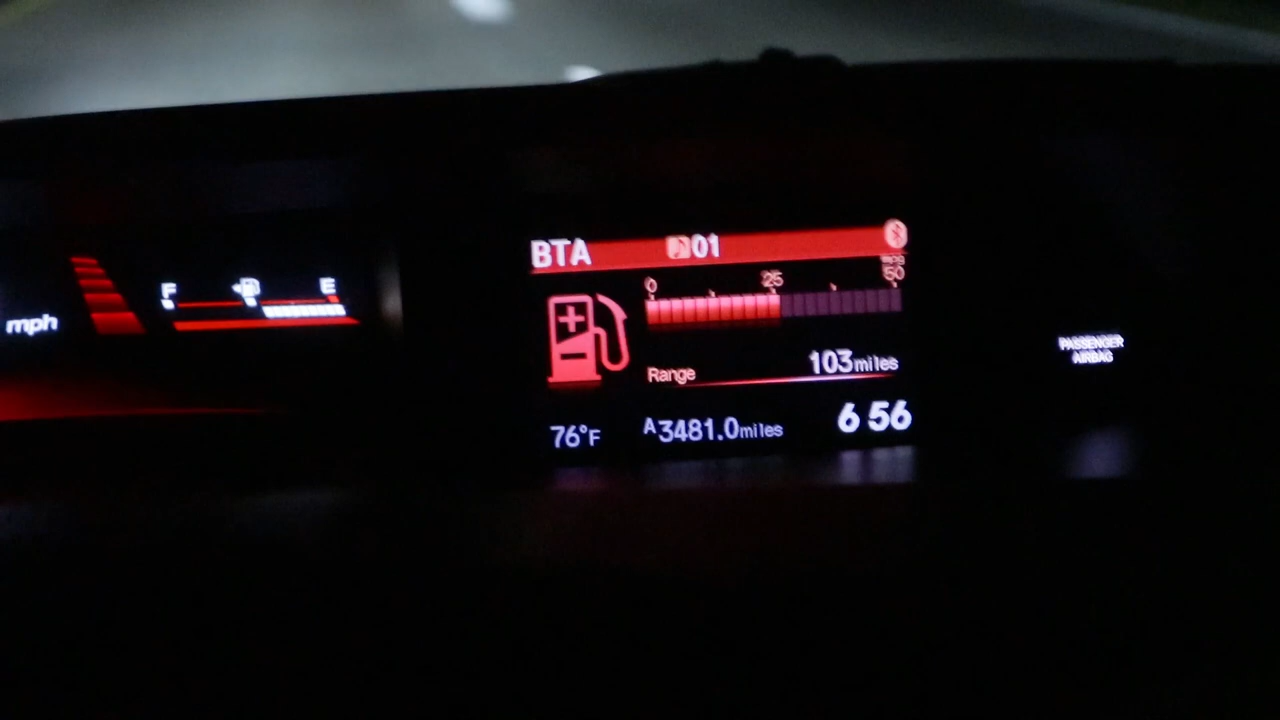 mph
F E
BTA 01
0 25 50
mpg
Range 103miles
76°F A3481.0miles 6 56
PASSENGER
AIRBAG